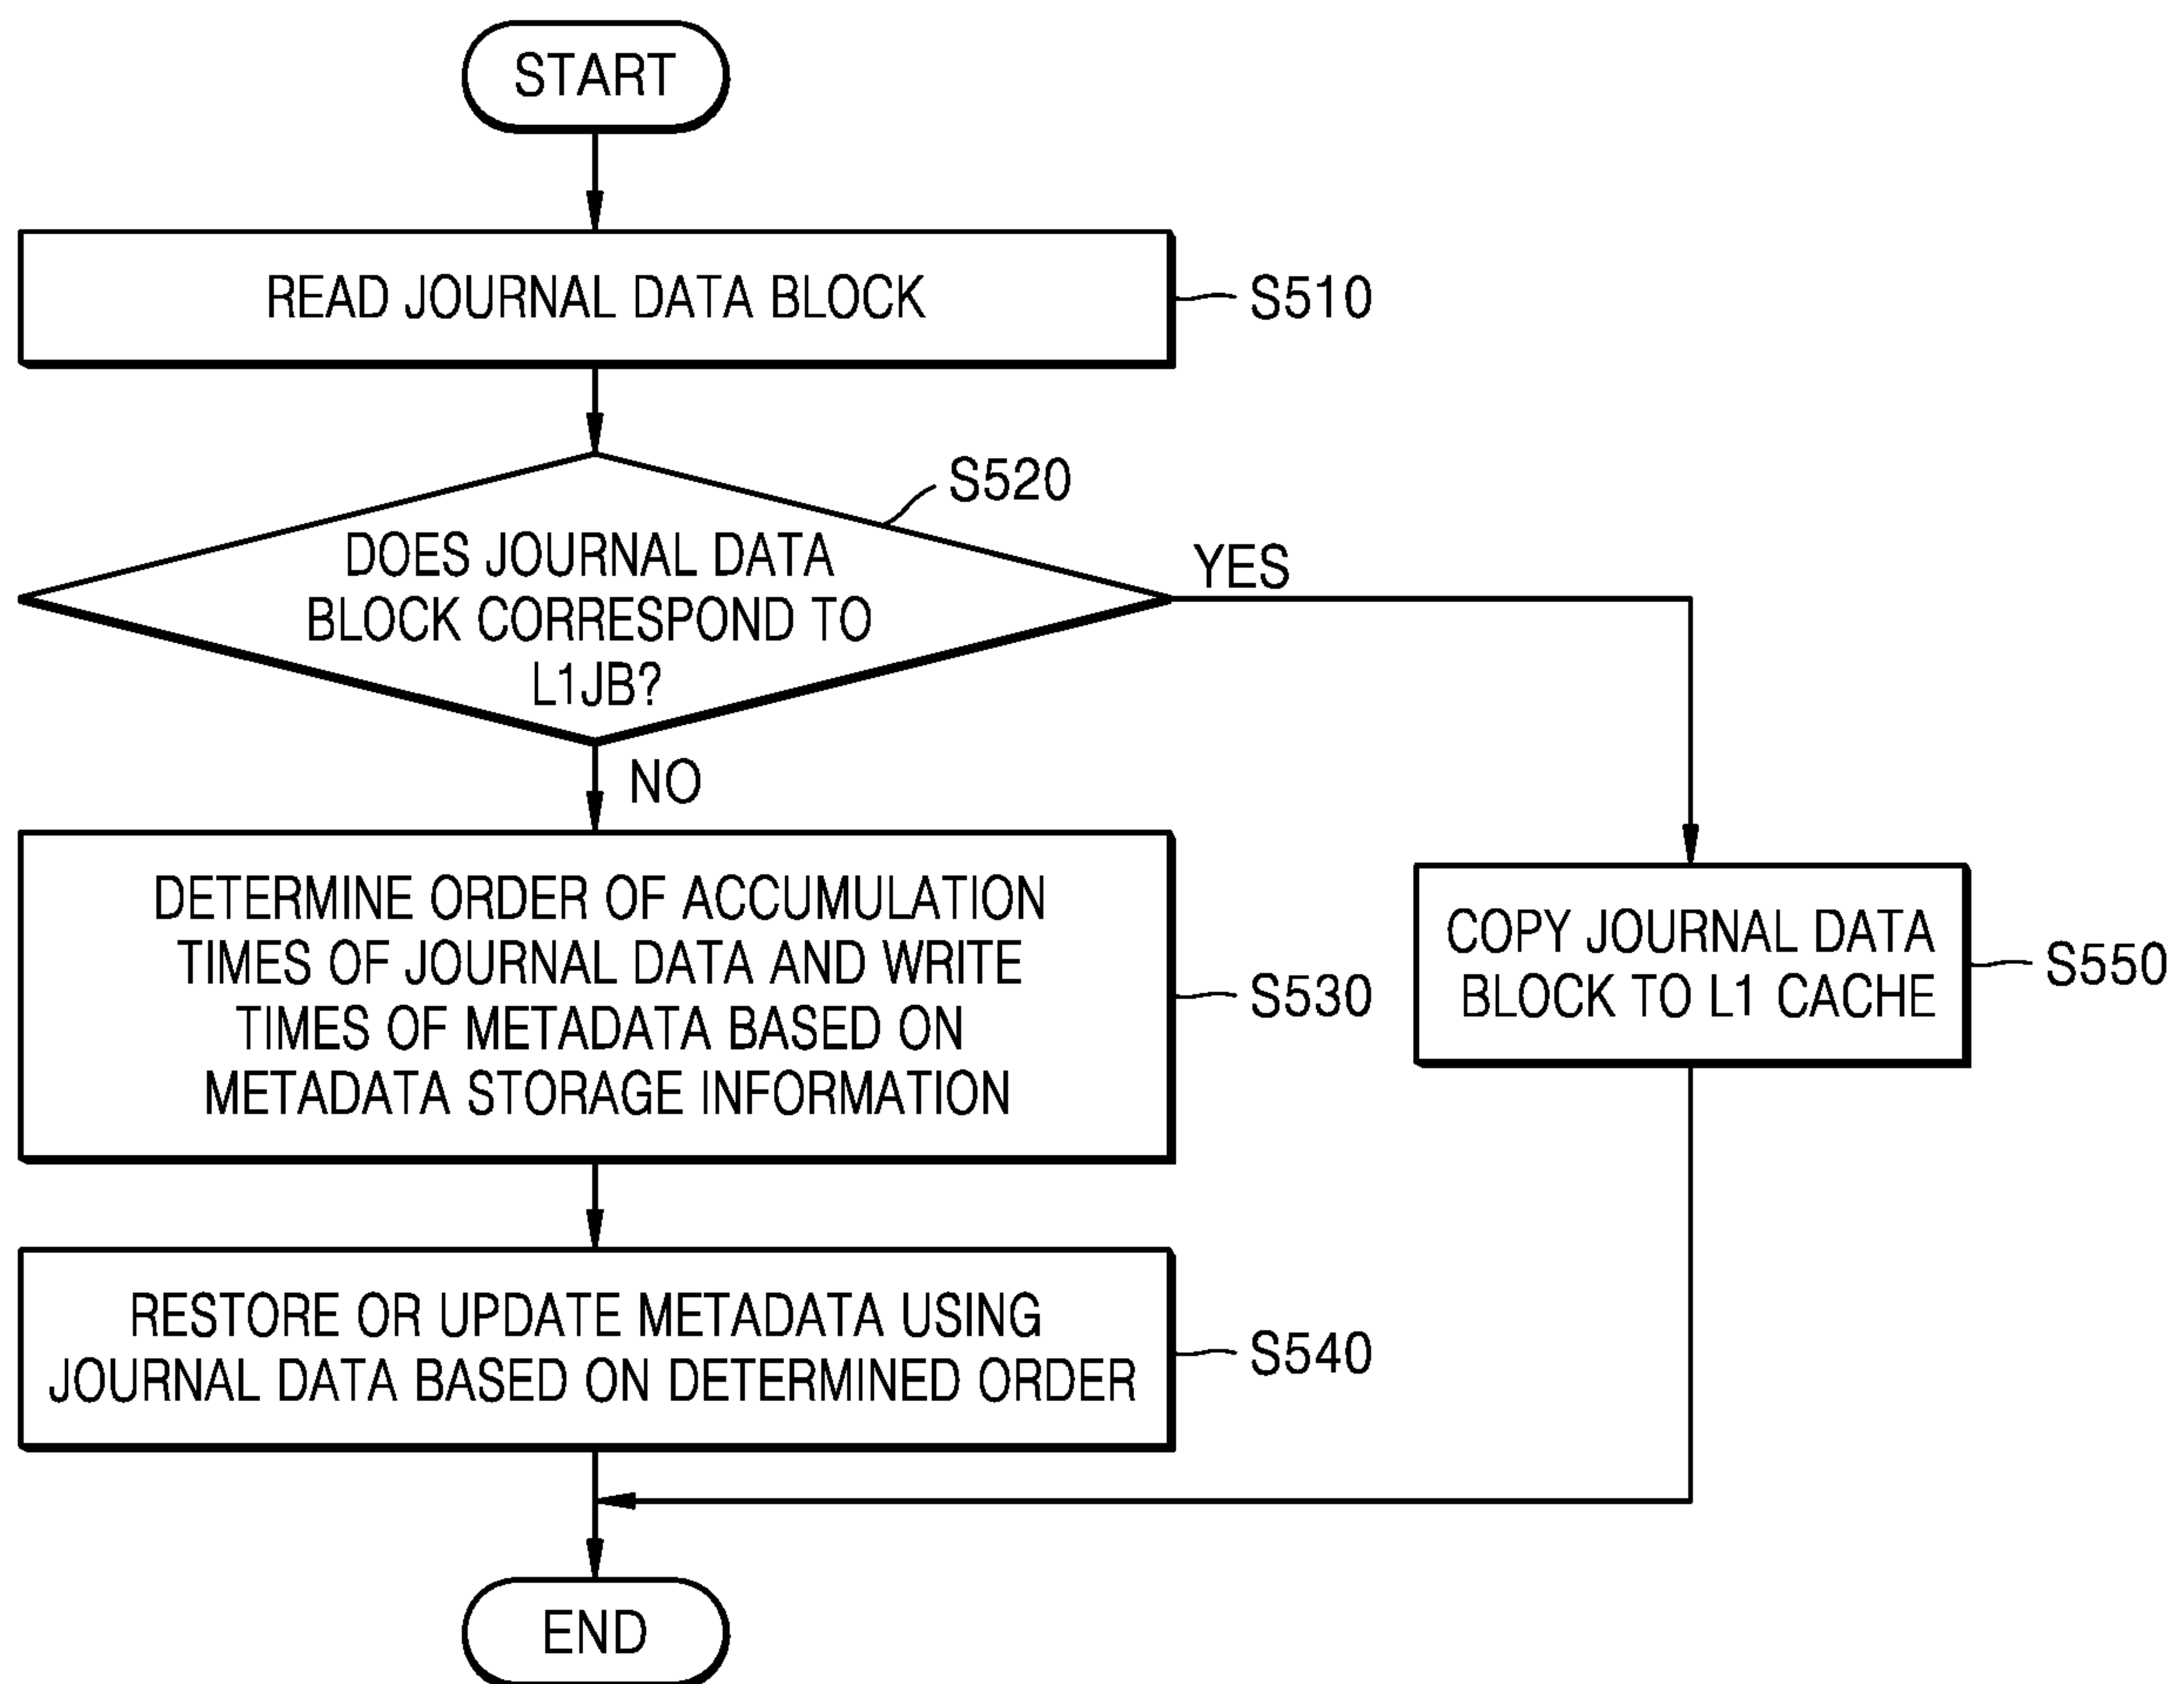 START
READ JOURNAL DATA BLOCK
S510
S520
DOES JOURNAL DATA
BLOCK CORRESPOND TO
L1JB?
YES
NO
DETERMINE ORDER OF ACCUMULATION
TIMES OF JOURNAL DATA AND WRITE
TIMES OF METADATA BASED ON
METADATA STORAGE INFORMATION
S530
COPY JOURNAL DATA
BLOCK TO L1 CACHE
S550
RESTORE OR UPDATE METADATA USING
JOURNAL DATA BASED ON DETERMINED ORDER
S540
END